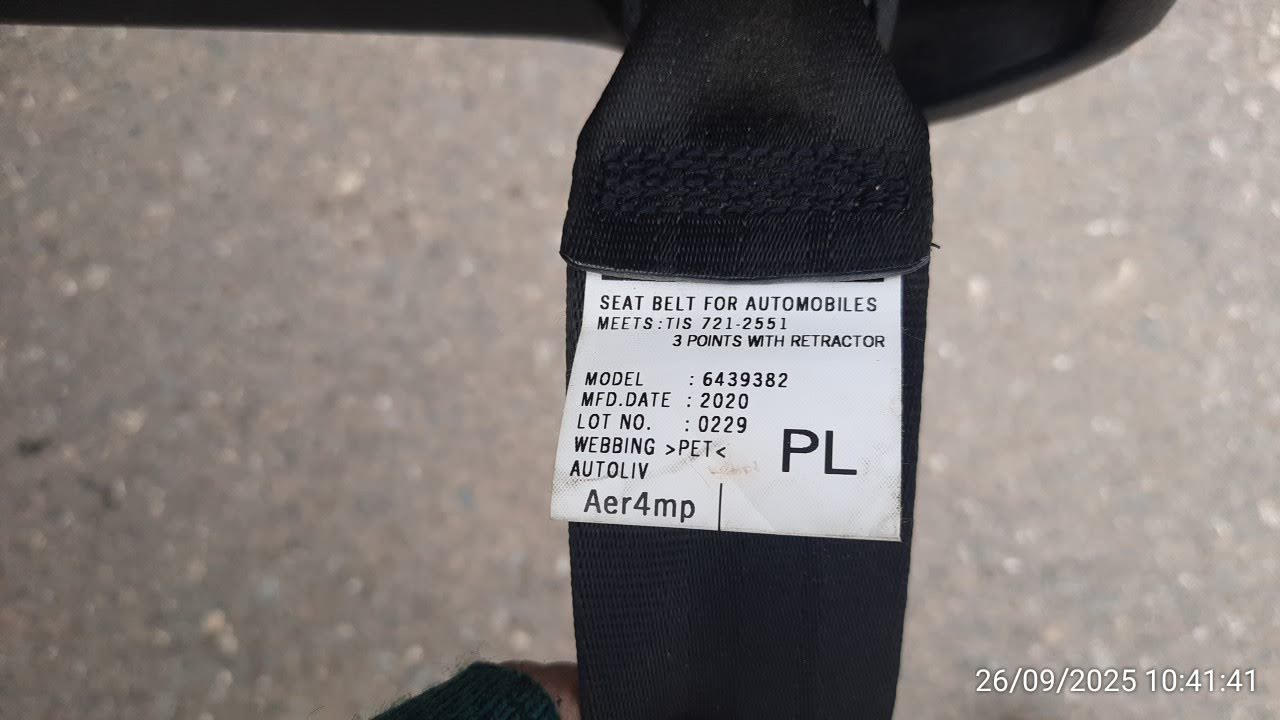 SEAT BELT FOR AUTOMOBILES
MEETS:TIS 721-2551
3 POINTS WITH RETRACTOR
MODEL : 6439382
MFD.DATE : 2020
LOT NO. : 0229
WEBBING >PET<
PL
AUTOLIV
Aer4mp
26/09/2025 10:41:41